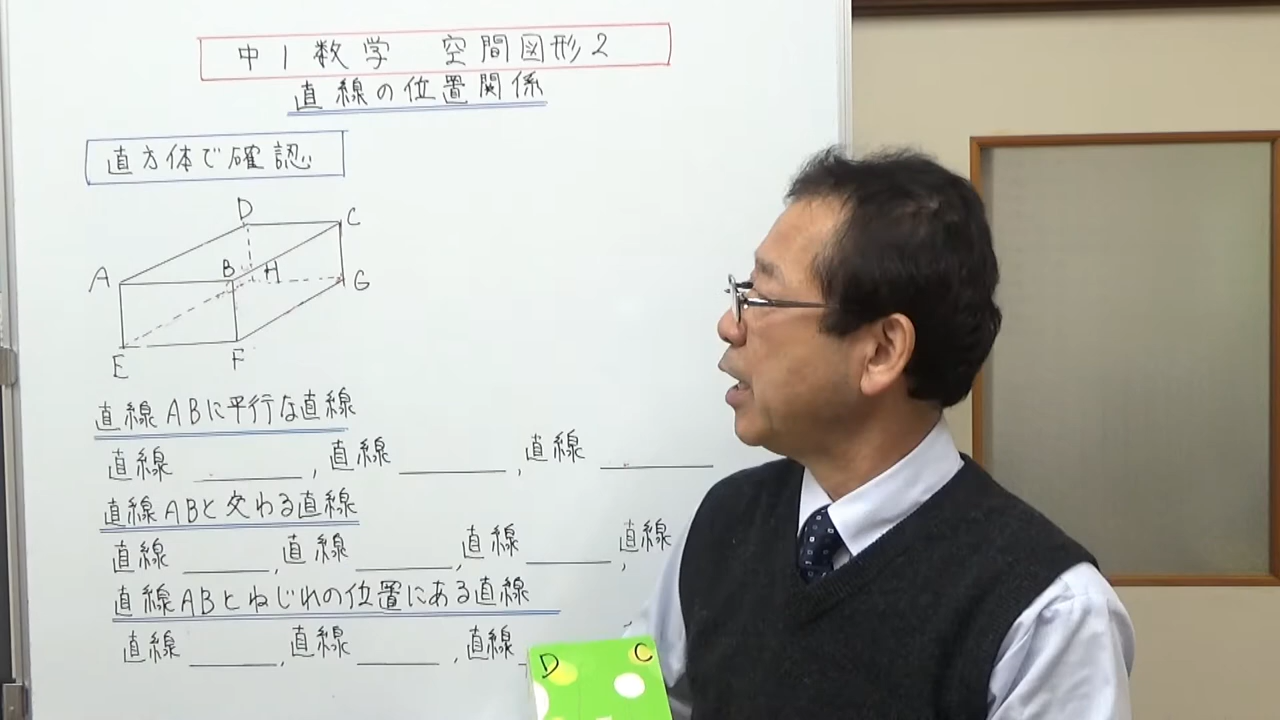 中1数学 空間図形2
直線の位置関係
直方体で確認
D
C
A
B
H
G
E
F
直線ABに平行な直線
直線 , 直線 , 直線
直線ABと交わる直線
直線 , 直線 , 直線 , 直線
直線ABとねじれの位置にある直線
直線 , 直線 , 直線
D C